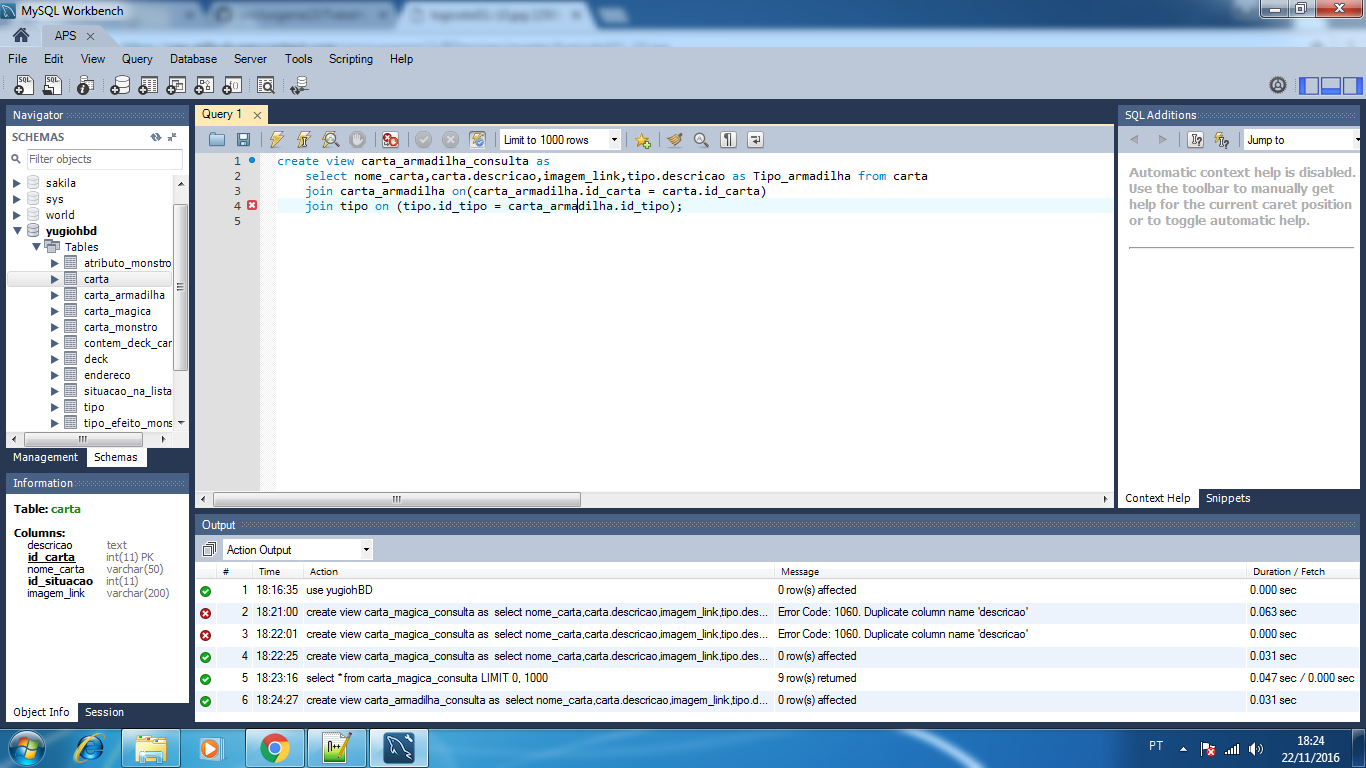 MySQL Workbench
APS
File Edit View Query Database Server Tools Scripting Help
Navigator
SCHEMAS
Filter objects
sakila
sys
world
yugiohbd
Tables
atributo_monstro
carta
carta_armadilha
carta_magica
carta_monstro
contem_deck_car
deck
endereco
situacao_na_lista
tipo
tipo_efeito_mons
Management Schemas
Information
Table: carta
Columns:
descricao text
id_carta int(11) PK
nome_carta varchar(50)
id_situacao int(11)
imagem_link varchar(200)
Object Info Session
Query 1
Limit to 1000 rows
1 create view carta_armadilha_consulta as
2 select nome_carta,carta.descricao,imagem_link,tipo.descricao as Tipo_armadilha from carta
3 join carta_armadilha on(carta_armadilha.id_carta = carta.id_carta)
4 join tipo on (tipo.id_tipo = carta_armadilha.id_tipo);
5
SQL Additions
Jump to
Automatic context help is disabled.
Use the toolbar to manually get
help for the current caret position
or to toggle automatic help.
Context Help Snippets
Output
Action Output
# Time Action Message Duration / Fetch
1 18:16:35 use yugiohBD 0 row(s) affected 0.000 sec
2 18:21:00 create view carta_magica_consulta as select nome_carta,carta.descricao,imagem_link,tipo.des... Error Code: 1060. Duplicate column name 'descricao' 0.063 sec
3 18:22:01 create view carta_magica_consulta as select nome_carta,carta.descricao,imagem_link,tipo.des... Error Code: 1060. Duplicate column name 'descricao' 0.000 sec
4 18:22:25 create view carta_magica_consulta as select nome_carta,carta.descricao,imagem_link,tipo.des... 0 row(s) affected 0.031 sec
5 18:23:16 select * from carta_magica_consulta LIMIT 0, 1000 9 row(s) returned 0.047 sec / 0.000 sec
6 18:24:27 create view carta_armadilha_consulta as select nome_carta,carta.descricao,imagem_link,tipo.d... 0 row(s) affected 0.031 sec
PT
18:24
22/11/2016